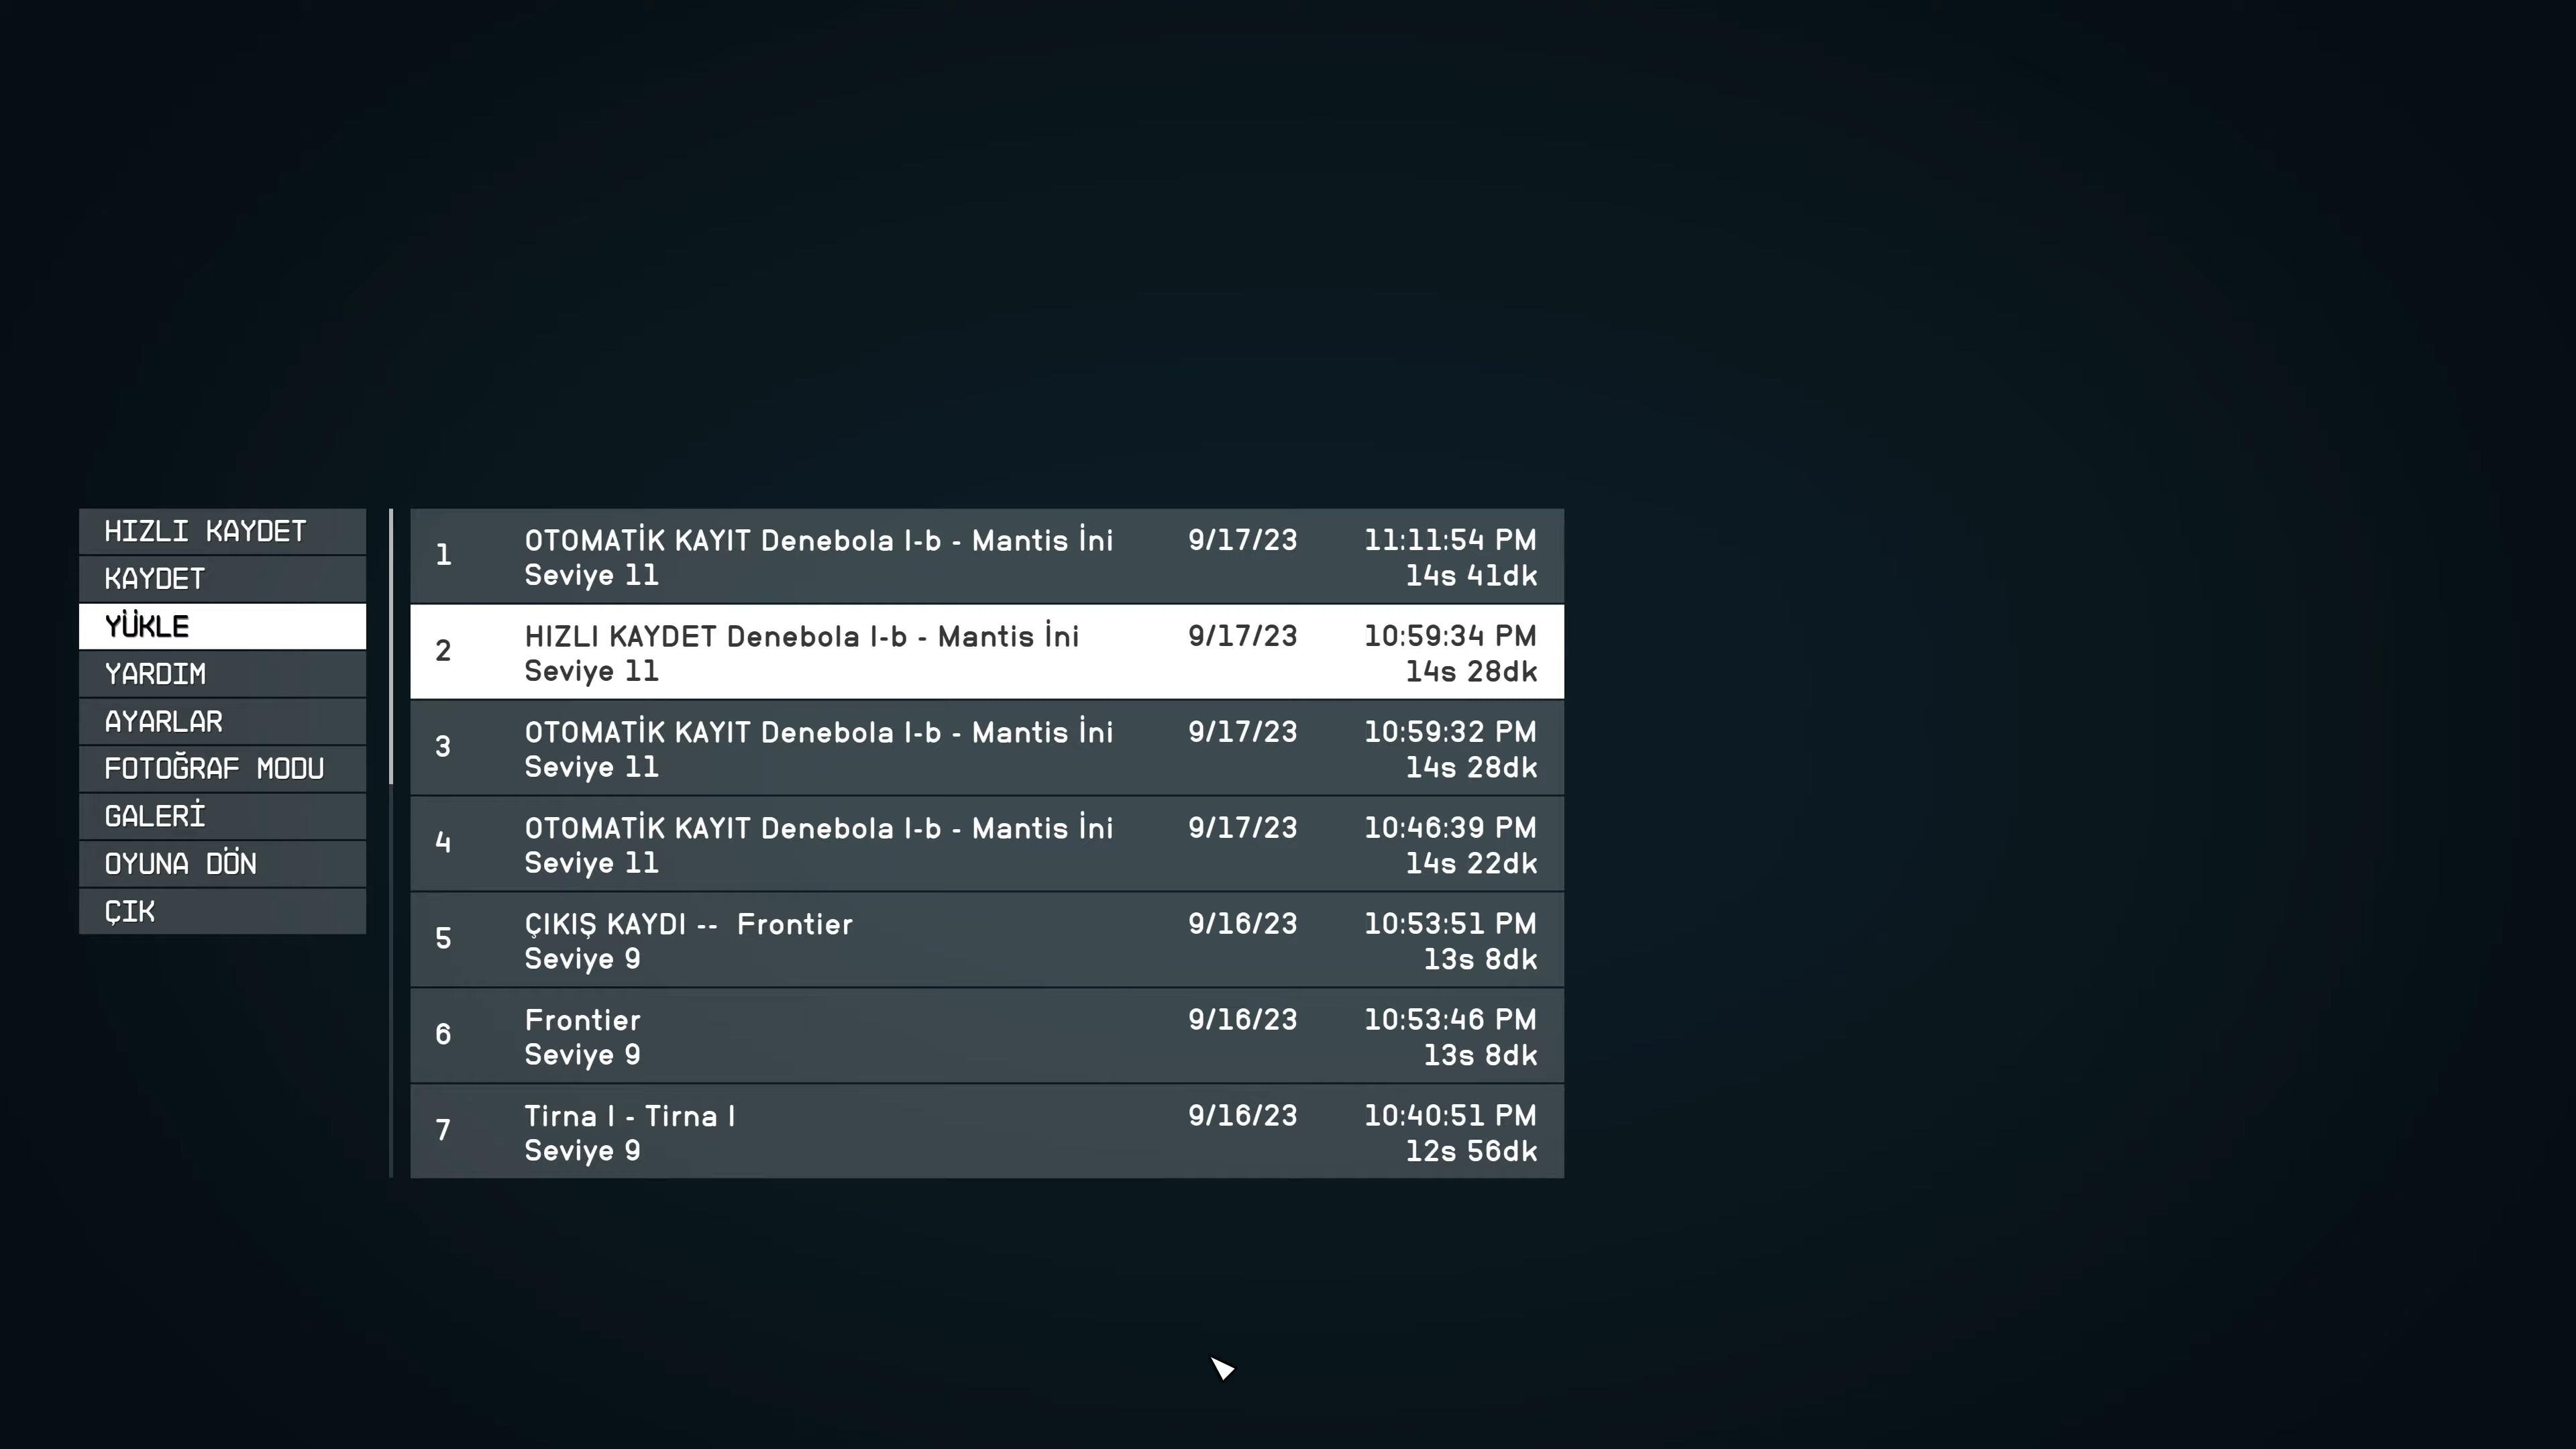 HIZLI KAYDET
KAYDET
YÜKLE
YARDIM
AYARLAR
FOTOĞRAF MODU
GALERİ
OYUNA DÖN
ÇIK
1 OTOMATİK KAYIT Denebola I-b - Mantis İni 9/17/23 11:11:54 PM
Seviye 11 14s 41dk
2 HIZLI KAYDET Denebola I-b - Mantis İni 9/17/23 10:59:34 PM
Seviye 11 14s 28dk
3 OTOMATİK KAYIT Denebola I-b - Mantis İni 9/17/23 10:59:32 PM
Seviye 11 14s 28dk
4 OTOMATİK KAYIT Denebola I-b - Mantis İni 9/17/23 10:46:39 PM
Seviye 11 14s 22dk
5 ÇIKIŞ KAYDI -- Frontier 9/16/23 10:53:51 PM
Seviye 9 13s 8dk
6 Frontier 9/16/23 10:53:46 PM
Seviye 9 13s 8dk
7 Tirna I - Tirna I 9/16/23 10:40:51 PM
Seviye 9 12s 56dk